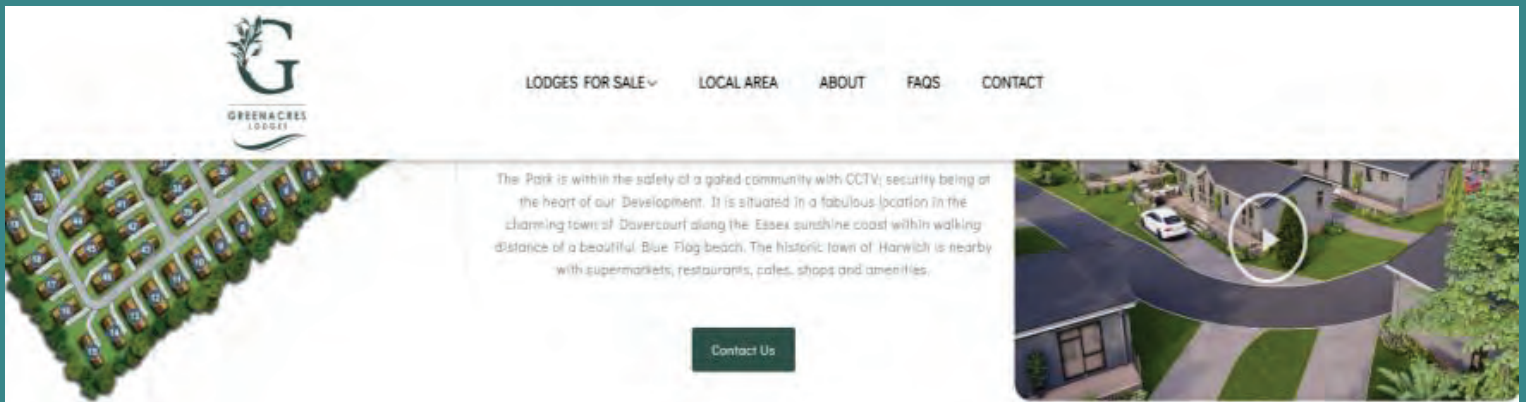 G
GREENACRES
LODGES
LODGES FOR SALE
LOCAL AREA
ABOUT
FAQS
CONTACT
The Park is within the safety of a gated community with CCTV; security being at
the heart of our Development. It is situated in a fabulous location in the
charming town of Dovercourt along the Essex sunshine coast within walking
distance of a beautiful Blue Flag beach. The historic town of Harwich is nearby
with supermarkets, restaurants, cafes, shops and amenities.
Contact Us